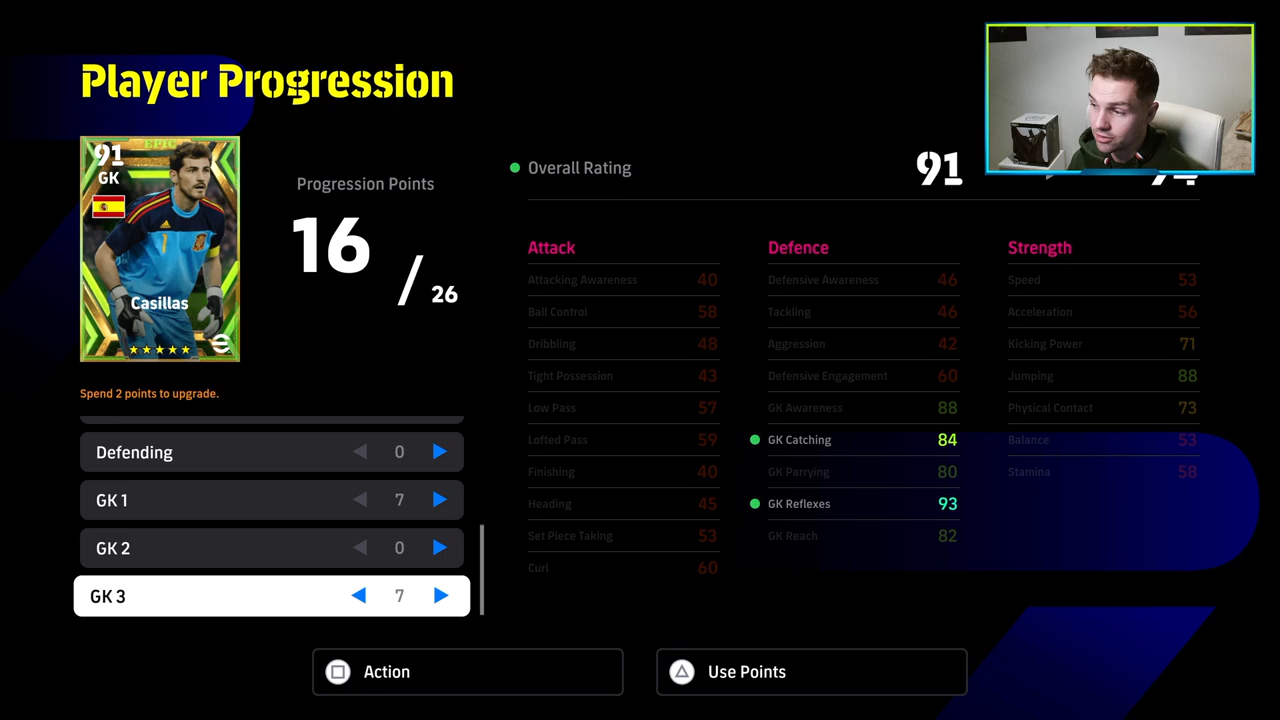 Player Progression
EPIC
91
GK
Casillas
Progression Points
16 / 26
Spend 2 points to upgrade.
Defending 0
GK 1 7
GK 2 0
GK 3 7
Overall Rating 91
Attack
Attacking Awareness 40
Ball Control 58
Dribbling 48
Tight Possession 43
Low Pass 57
Lofted Pass 59
Finishing 40
Heading 45
Set Piece Taking 53
Curl 60
Defence
Defensive Awareness 46
Tackling 46
Aggression 42
Defensive Engagement 60
GK Awareness 88
GK Catching 84
GK Parrying 80
GK Reflexes 93
GK Reach 82
Strength
Speed 53
Acceleration 56
Kicking Power 71
Jumping 88
Physical Contact 73
Balance 53
Stamina 58
Action
Use Points